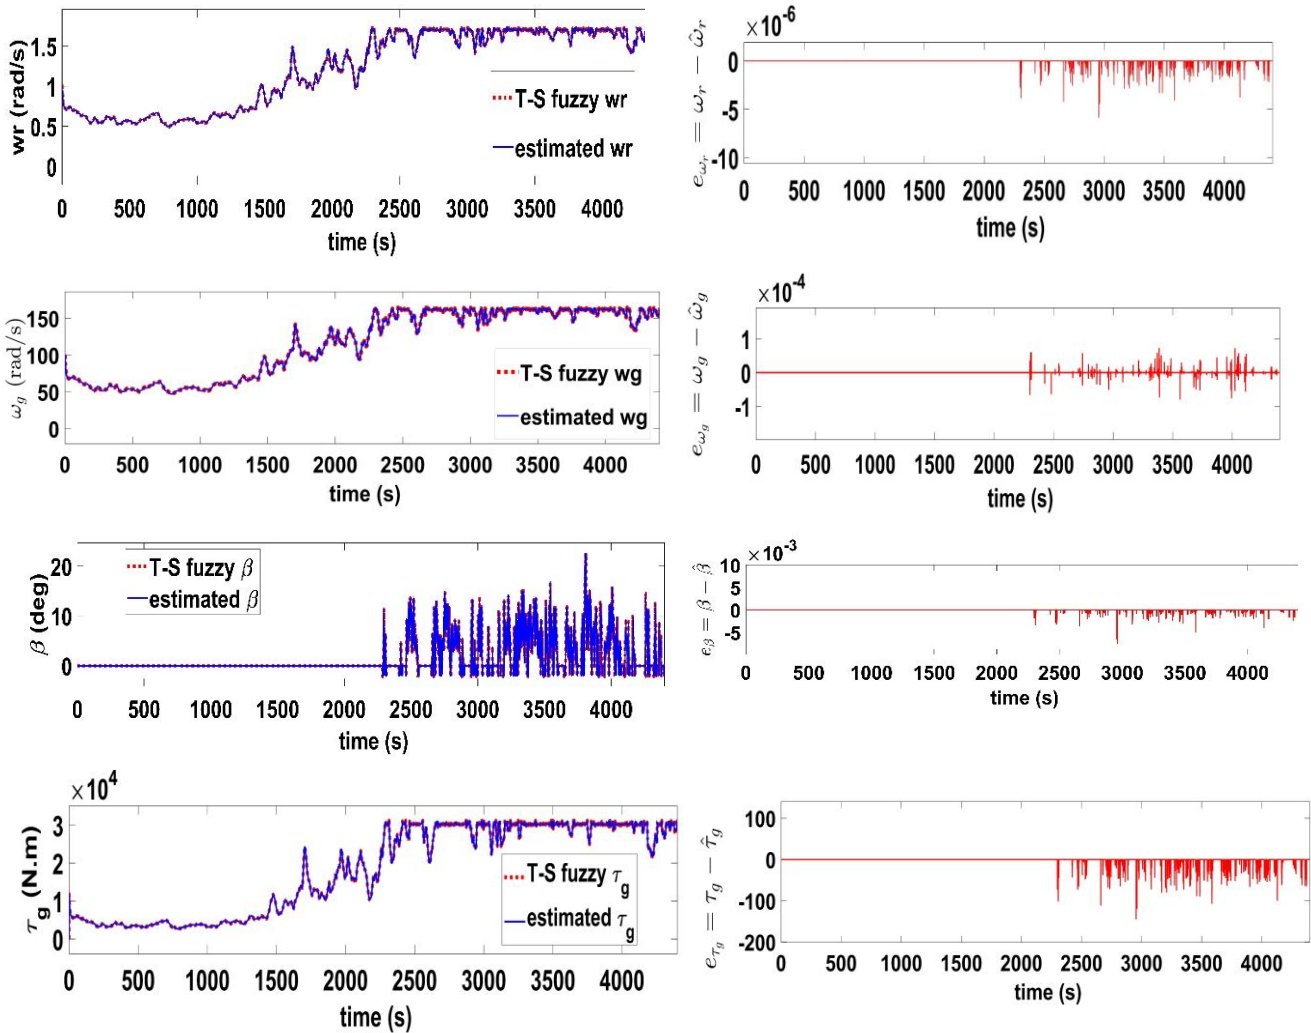 1.5
1
0.5
0
wr (rad/s)
T-S fuzzy wr
estimated wr
0 500 1000 1500 2000 2500 3000 3500 4000
time (s)
×10-6
0
-5
-10
eωr = ωr − ω̂r
0 500 1000 1500 2000 2500 3000 3500 4000
time (s)
150
100
50
0
ωg (rad/s)
T-S fuzzy wg
estimated wg
0 500 1000 1500 2000 2500 3000 3500 4000
time (s)
×10-4
1
0
-1
eωg = ωg − ω̂g
0 500 1000 1500 2000 2500 3000 3500 4000
time (s)
20
10
0
β (deg)
T-S fuzzy β
estimated β
0 500 1000 1500 2000 2500 3000 3500 4000
time (s)
×10-3
10
5
0
-5
eβ = β − β̂
0 500 1000 1500 2000 2500 3000 3500 4000
time (s)
×104
3
2
1
0
τg (N.m)
T-S fuzzy τg
estimated τg
0 500 1000 1500 2000 2500 3000 3500 4000
time (s)
100
0
-100
-200
eτg = τg − τ̂g
0 500 1000 1500 2000 2500 3000 3500 4000
time (s)